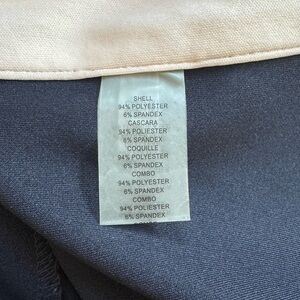 SHELL
94% POLYESTER
6% SPANDEX
CASCARA
94% POLIESTER
6% SPANDEX
COQUILLE
94% POLYESTER
6% SPANDEX
COMBO
94% POLYESTER
6% SPANDEX
COMBO
94% POLIESTER
6% SPANDEX